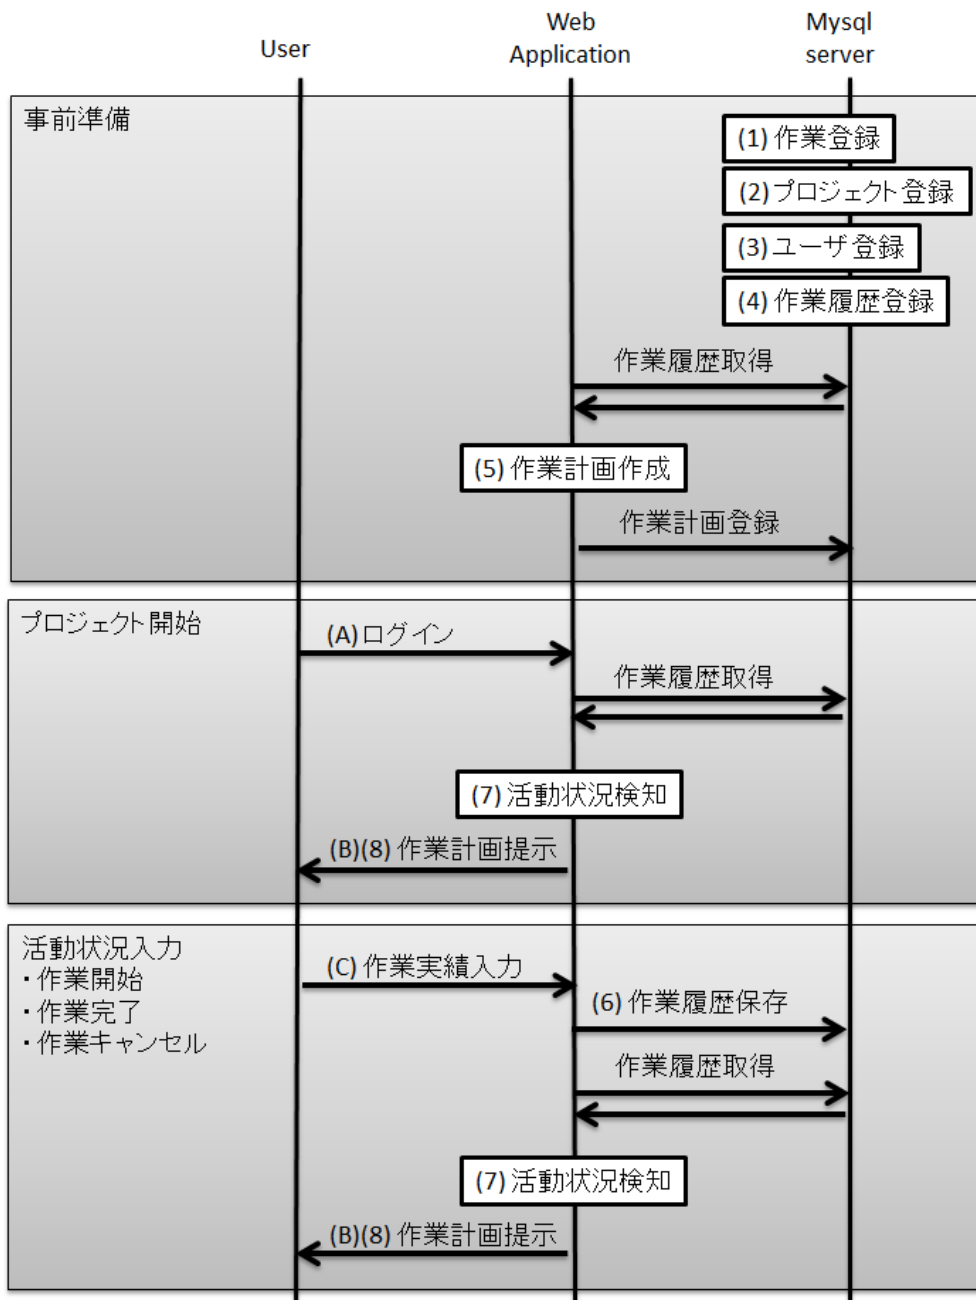 User
Web
Application
Mysql
server
事前準備
(1) 作業登録
(2) プロジェクト登録
(3) ユーザ登録
(4) 作業履歴登録
作業履歴取得
(5) 作業計画作成
作業計画登録
プロジェクト開始
(A) ログイン
作業履歴取得
(7) 活動状況検知
(B)(8) 作業計画提示
活動状況入力
・作業開始
・作業完了
・作業キャンセル
(C) 作業実績入力
(6) 作業履歴保存
作業履歴取得
(7) 活動状況検知
(B)(8) 作業計画提示